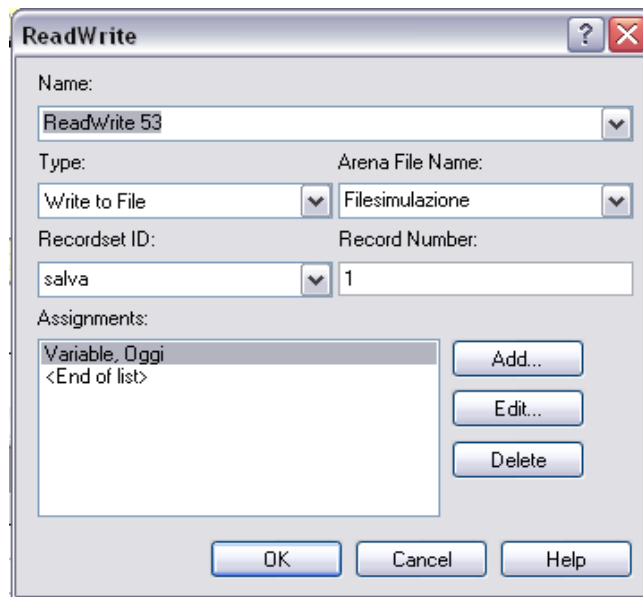 ReadWrite
Name:
ReadWrite 53
Type: Arena File Name:
Write to File Filesimulazione
Recordset ID: Record Number:
salva 1
Assignments:
Variable, Oggi
<End of list>
Add...
Edit...
Delete
OK Cancel Help